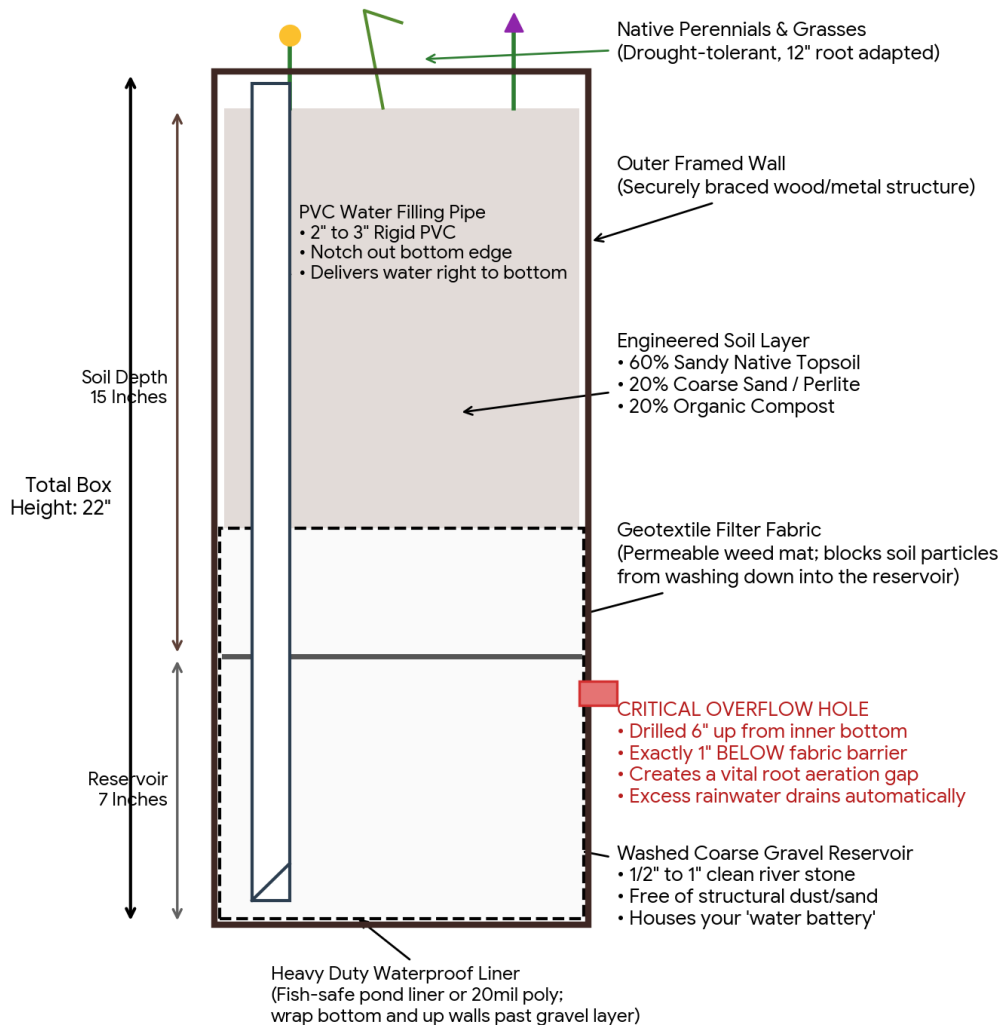 Native Perennials & Grasses
(Drought-tolerant, 12" root adapted)
Outer Framed Wall
(Securely braced wood/metal structure)
PVC Water Filling Pipe
• 2" to 3" Rigid PVC
• Notch out bottom edge
• Delivers water right to bottom
Engineered Soil Layer
• 60% Sandy Native Topsoil
• 20% Coarse Sand / Perlite
• 20% Organic Compost
Soil Depth
15 Inches
Total Box
Height: 22"
Geotextile Filter Fabric
(Permeable weed mat; blocks soil particles
from washing down into the reservoir)
CRITICAL OVERFLOW HOLE
• Drilled 6" up from inner bottom
• Exactly 1" BELOW fabric barrier
• Creates a vital root aeration gap
• Excess rainwater drains automatically
Reservoir
7 Inches
Washed Coarse Gravel Reservoir
• 1/2" to 1" clean river stone
• Free of structural dust/sand
• Houses your 'water battery'
Heavy Duty Waterproof Liner
(Fish-safe pond liner or 20mil poly;
wrap bottom and up walls past gravel layer)